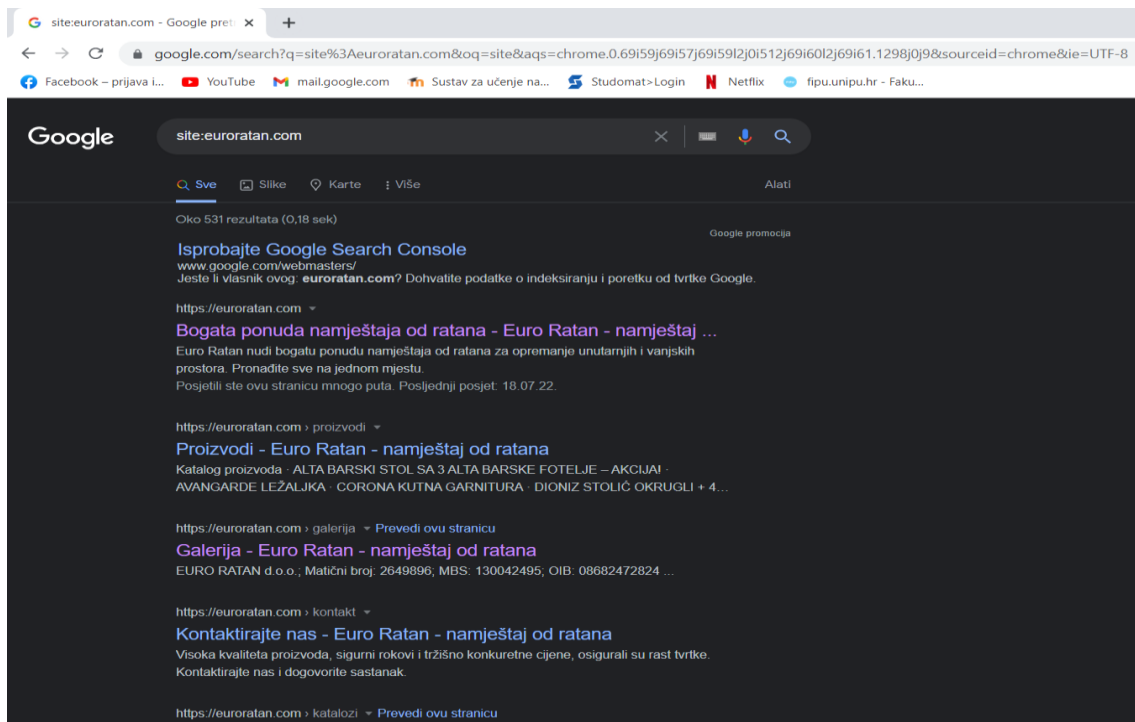 site:euroratan.com - Google pret
google.com/search?q=site%3Aeuroratan.com&oq=site&aqs=chrome.0.69i59j69i57j69i59l2j0i512j69i60l2j69i61.1298j0j9&sourceid=chrome&ie=UTF-8
Facebook – prijava i... YouTube mail.google.com Sustav za učenje na... Studomat>Login Netflix fipu.unipu.hr - Faku...
Google site:euroratan.com
Sve Slike Karte Više Alati
Oko 531 rezultata (0,18 sek)
Google promocija
Isprobajte Google Search Console
www.google.com/webmasters/
Jeste li vlasnik ovog: euroratan.com? Dohvatite podatke o indeksiranju i poretku od tvrtke Google.
https://euroratan.com
Bogata ponuda namještaja od ratana - Euro Ratan - namještaj ...
Euro Ratan nudi bogatu ponudu namještaja od ratana za opremanje unutarnjih i vanjskih
prostora. Pronađite sve na jednom mjestu.
Posjetili ste ovu stranicu mnogo puta. Posljednji posjet: 18.07.22.
https://euroratan.com › proizvodi
Proizvodi - Euro Ratan - namještaj od ratana
Katalog proizvoda · ALTA BARSKI STOL SA 3 ALTA BARSKE FOTELJE – AKCIJA! ·
AVANGARDE LEŽALJKA · CORONA KUTNA GARNITURA · DIONIZ STOLIĆ OKRUGLI + 4...
https://euroratan.com › galerija Prevedi ovu stranicu
Galerija - Euro Ratan - namještaj od ratana
EURO RATAN d.o.o.; Matični broj: 2649896; MBS: 130042495; OIB: 08682472824 ...
https://euroratan.com › kontakt
Kontaktirajte nas - Euro Ratan - namještaj od ratana
Visoka kvaliteta proizvoda, sigurni rokovi i tržišno konkuretne cijene, osigurali su rast tvrtke.
Kontaktirajte nas i dogovorite sastanak.
https://euroratan.com › katalozi Prevedi ovu stranicu